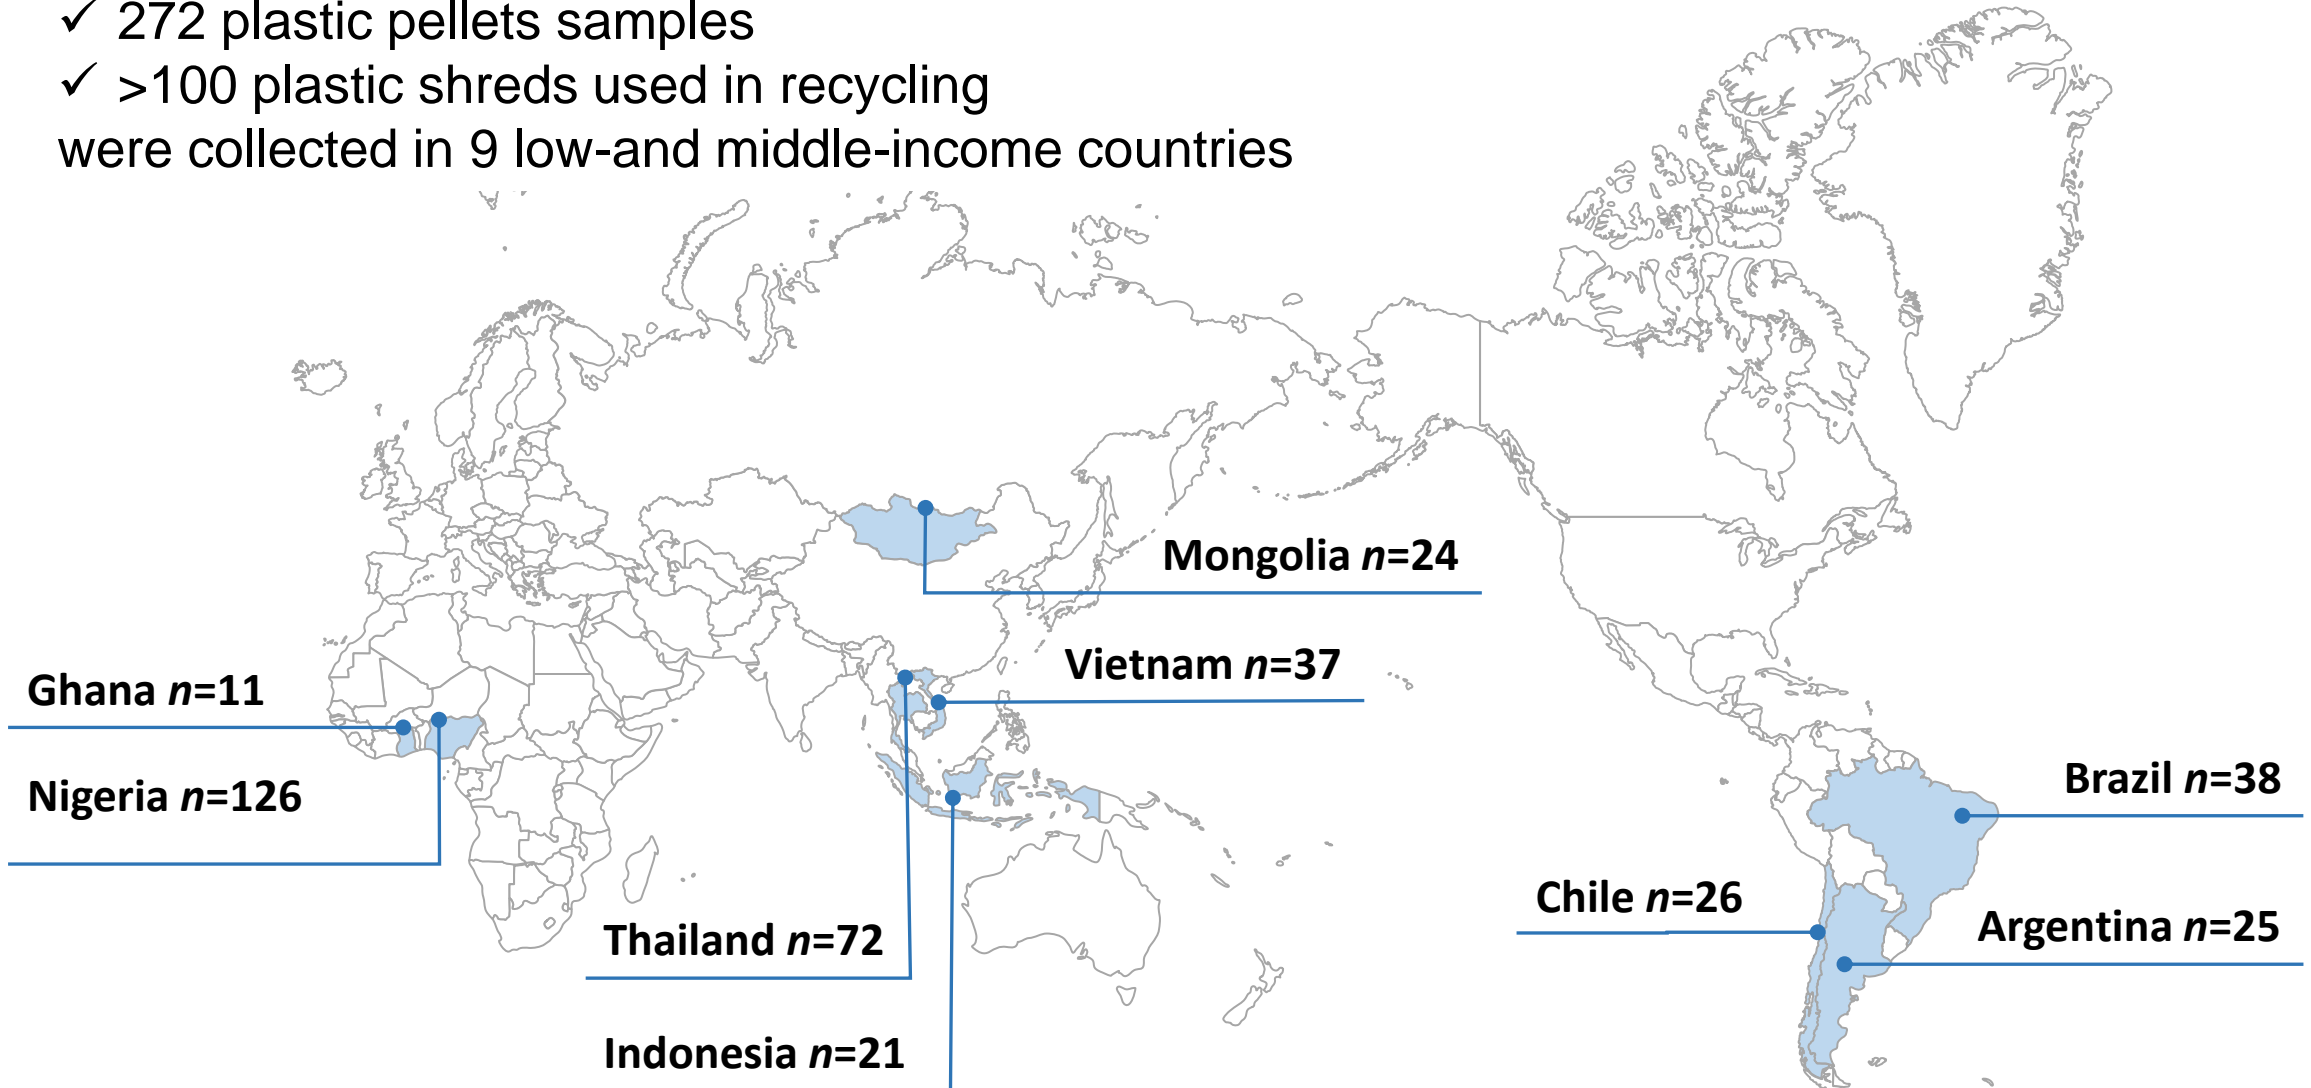 ✓ 272 plastic pellets samples
✓ >100 plastic shreds used in recycling
were collected in 9 low-and middle-income countries
Mongolia n=24
Vietnam n=37
Ghana n=11
Nigeria n=126
Brazil n=38
Chile n=26
Argentina n=25
Thailand n=72
Indonesia n=21